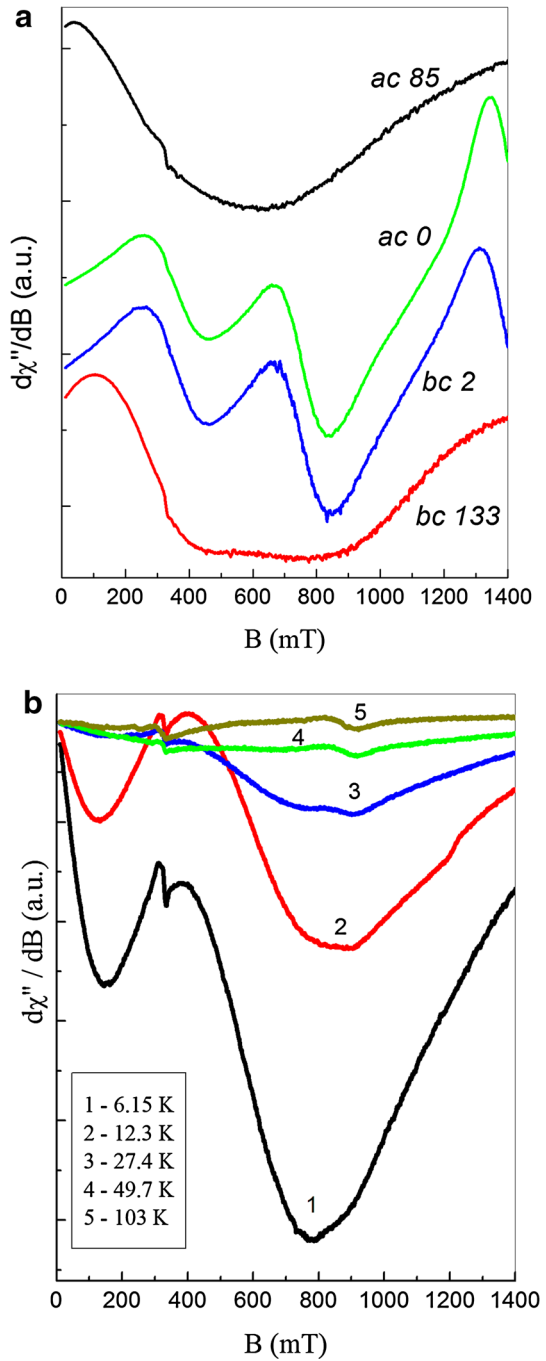 a
dχ''/dB (a.u.)
ac 85
ac 0
bc 2
bc 133
0 200 400 600 800 1000 1200 1400
B (mT)
b
dχ'' / dB (a.u.)
5
4
3
2
1
1 - 6.15 K
2 - 12.3 K
3 - 27.4 K
4 - 49.7 K
5 - 103 K
0 200 400 600 800 1000 1200 1400
B (mT)